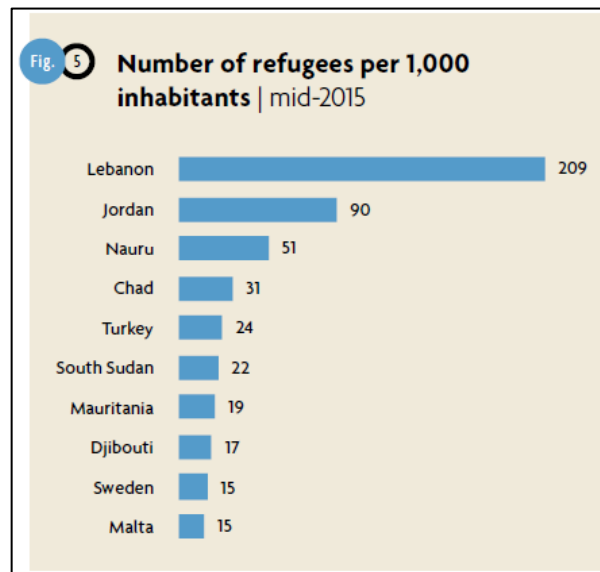 Fig. 5 Number of refugees per 1,000
inhabitants | mid-2015
Lebanon 209
Jordan 90
Nauru 51
Chad 31
Turkey 24
South Sudan 22
Mauritania 19
Djibouti 17
Sweden 15
Malta 15